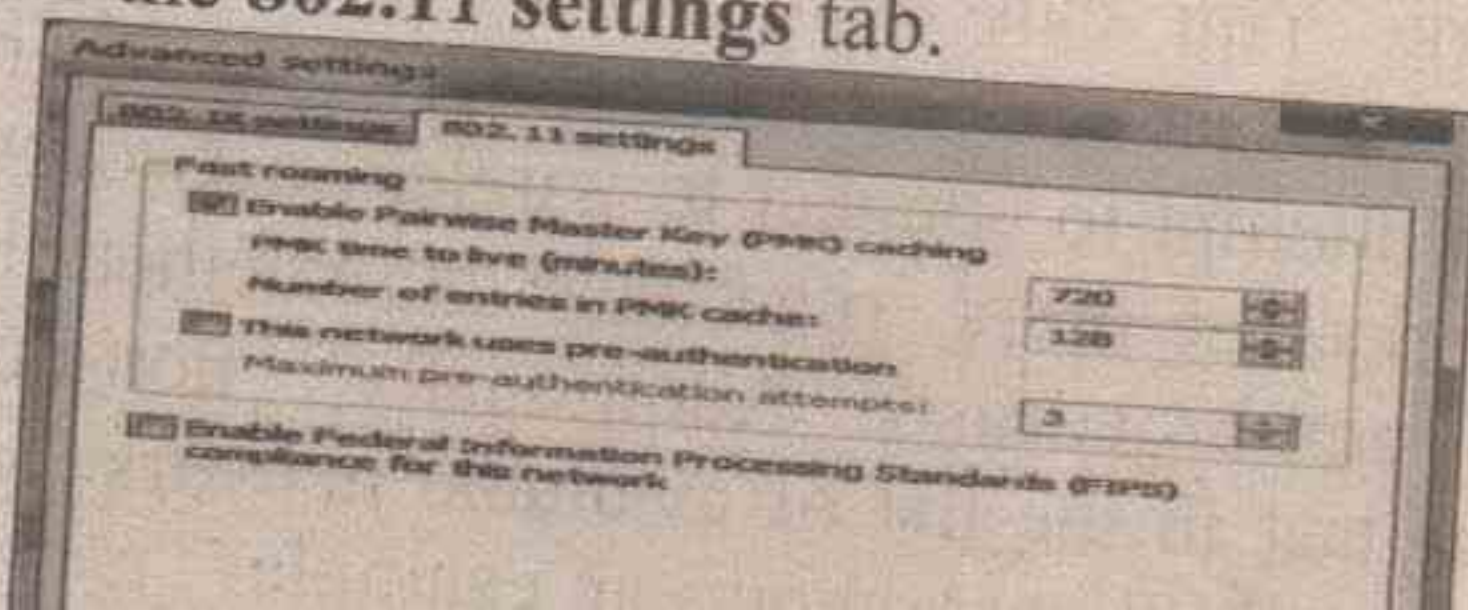 the 802.11 settings tab.
Advanced settings
802.1X settings 802.11 settings
Fast roaming
Enable Pairwise Master Key (PMK) caching
PMK time to live (minutes): 720
Number of entries in PMK cache: 128
This network uses pre-authentication
Maximum pre-authentication attempts: 3
Enable Federal Information Processing Standards (FIPS)
compliance for this network